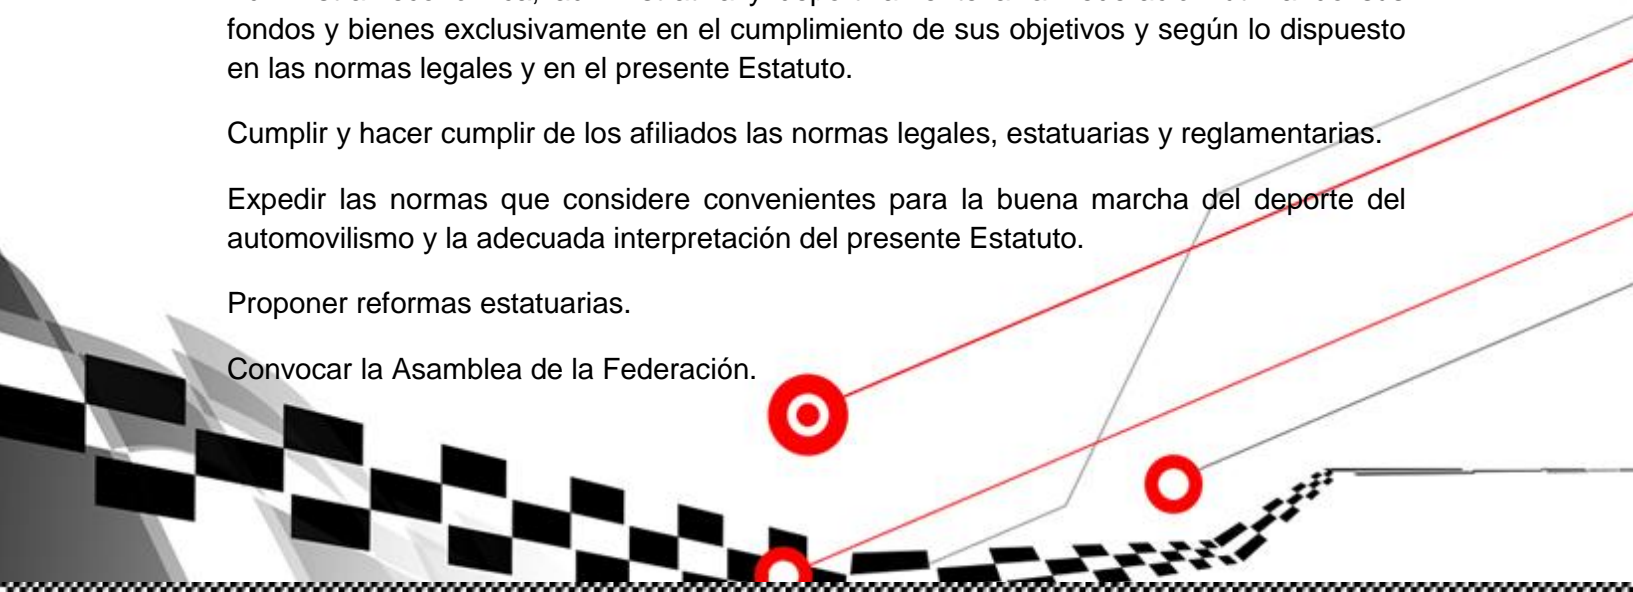 fondos y bienes exclusivamente en el cumplimiento de sus objetivos y según lo dispuesto
en las normas legales y en el presente Estatuto.
Cumplir y hacer cumplir de los afiliados las normas legales, estatuarias y reglamentarias.
Expedir las normas que considere convenientes para la buena marcha del deporte del
automovilismo y la adecuada interpretación del presente Estatuto.
Proponer reformas estatuarias.
Convocar la Asamblea de la Federación.